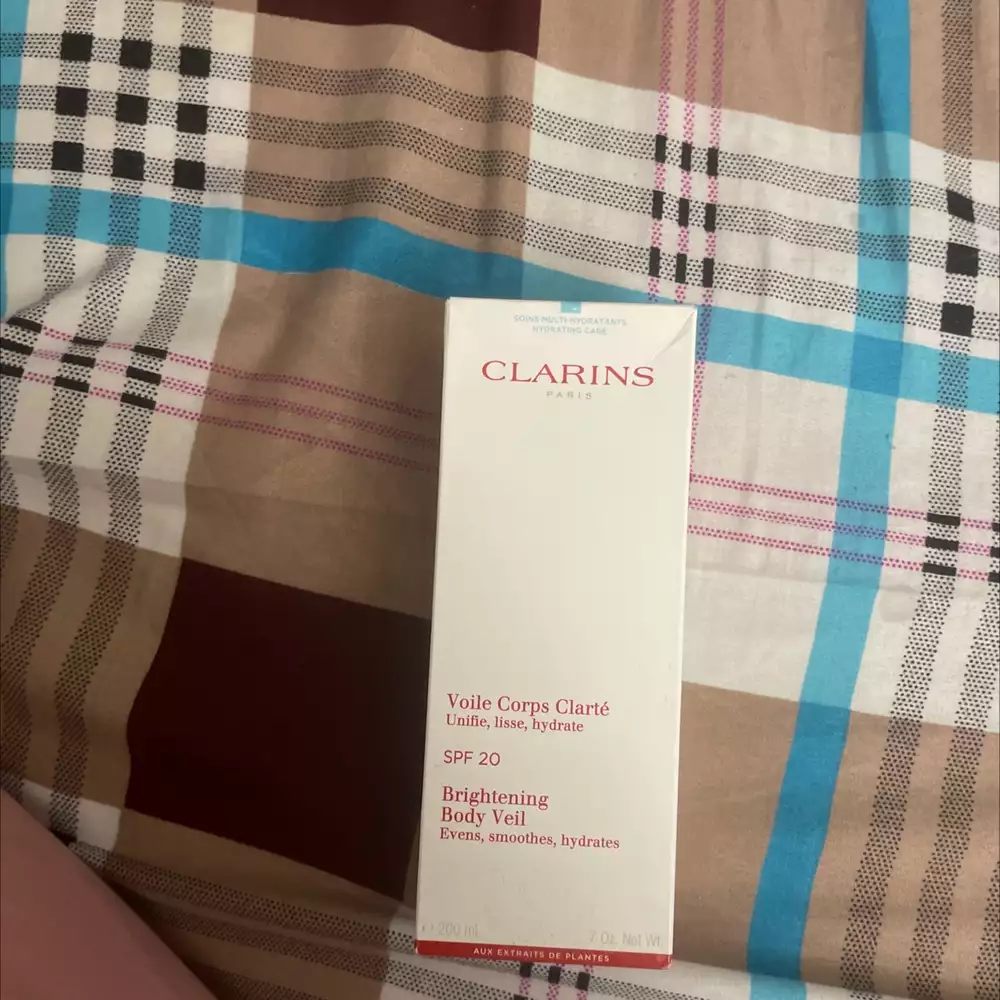 SOINS MULTI-HYDRATANTS
HYDRATING CARE
CLARINS
PARIS
Voile Corps Clarté
Unifie, lisse, hydrate
SPF 20
Brightening
Body Veil
Evens, smoothes, hydrates
e 200 ml 7 Oz. Net Wt
AUX EXTRAITS DE PLANTES